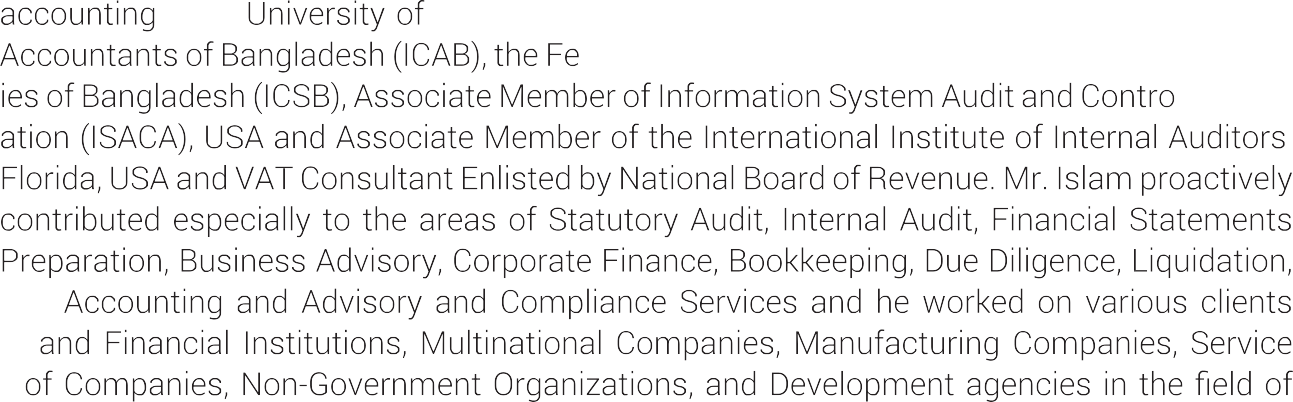 accounting University of
Accountants of Bangladesh (ICAB), the Fe
ies of Bangladesh (ICSB), Associate Member of Information System Audit and Contro
ation (ISACA), USA and Associate Member of the International Institute of Internal Auditors
Florida, USA and VAT Consultant Enlisted by National Board of Revenue. Mr. Islam proactively
contributed especially to the areas of Statutory Audit, Internal Audit, Financial Statements
Preparation, Business Advisory, Corporate Finance, Bookkeeping, Due Diligence, Liquidation,
Accounting and Advisory and Compliance Services and he worked on various clients
and Financial Institutions, Multinational Companies, Manufacturing Companies, Service
of Companies, Non-Government Organizations, and Development agencies in the field of